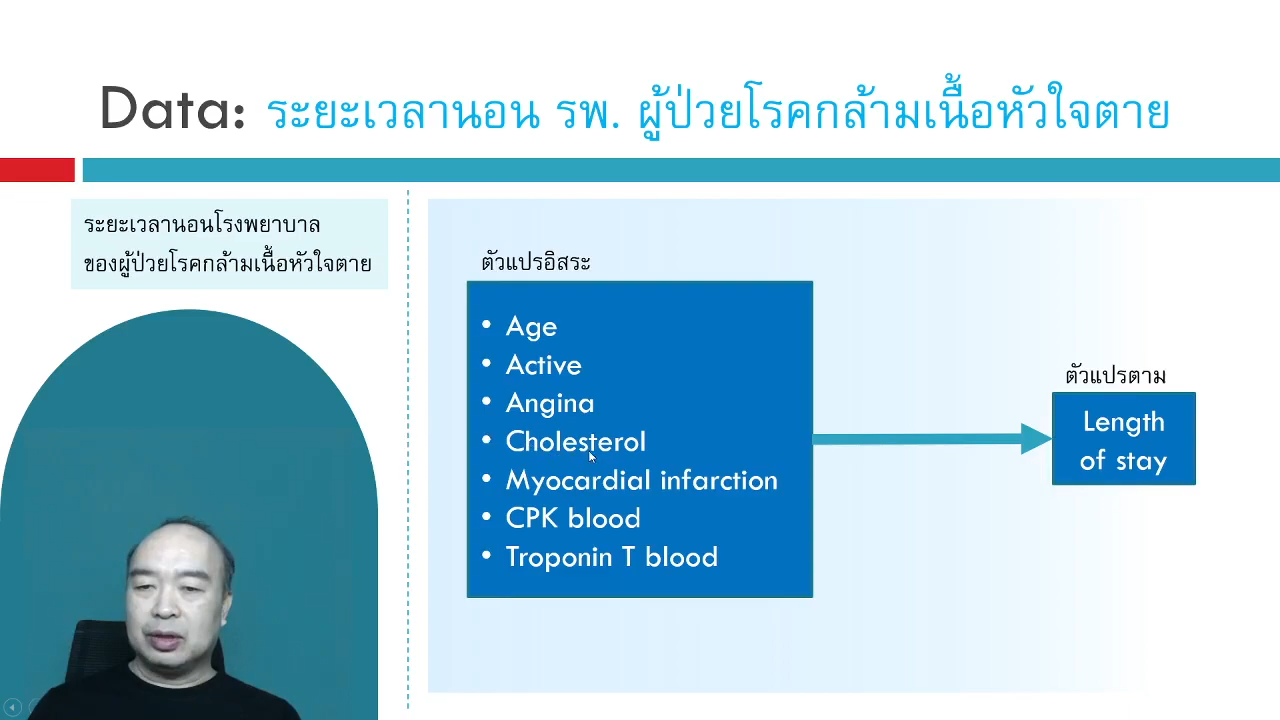 Data: ระยะเวลานอน รพ. ผู้ป่วยโรคกล้ามเนื้อหัวใจตาย
ระยะเวลานอนโรงพยาบาล
ของผู้ป่วยโรคกล้ามเนื้อหัวใจตาย
ตัวแปรอิสระ
• Age
• Active
• Angina
• Cholesterol
• Myocardial infarction
• CPK blood
• Troponin T blood
ตัวแปรตาม
Length
of stay